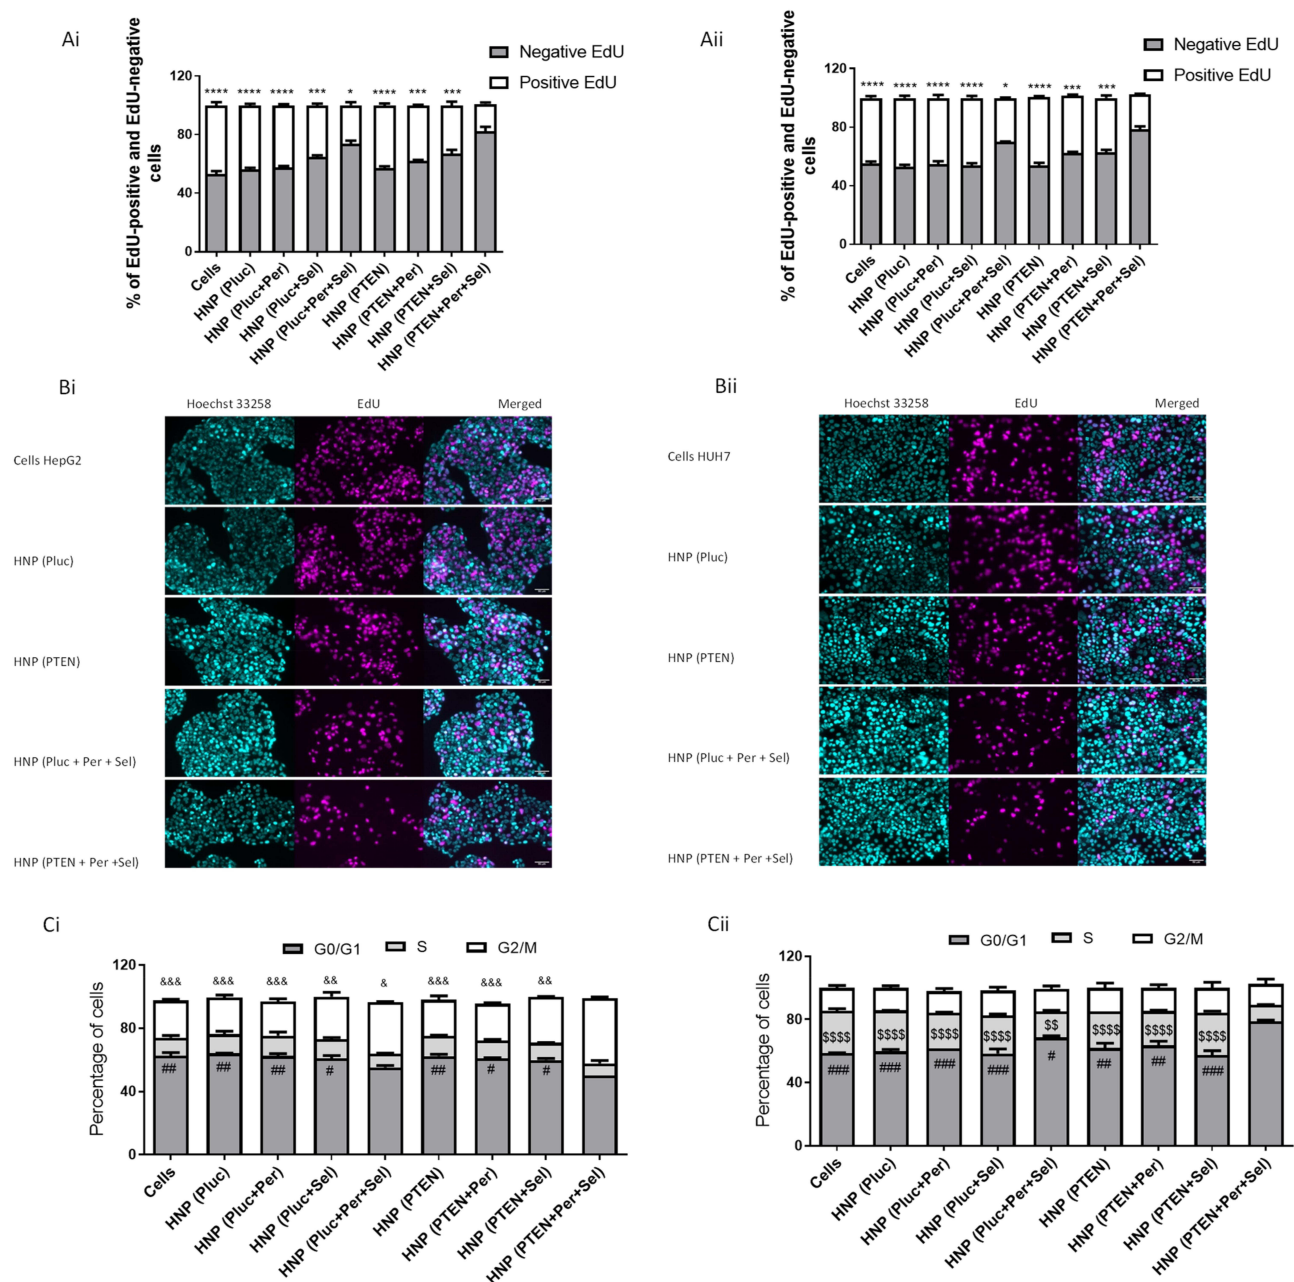 Ai
% of EdU-positive and EdU-negative
cells
Negative EdU
Positive EdU
120
80
40
0
**** **** **** *** * **** *** ***
Cells
HNP (Pluc)
HNP (Pluc+Per)
HNP (Pluc+Sel)
HNP (Pluc+Per+Sel)
HNP (PTEN)
HNP (PTEN+Per)
HNP (PTEN+Sel)
HNP (PTEN+Per+Sel)
Aii
% of EdU-positive and EdU-negative
cells
Negative EdU
Positive EdU
120
80
40
0
**** **** **** **** * **** *** ***
Cells
HNP (Pluc)
HNP (Pluc+Per)
HNP (Pluc+Sel)
HNP (Pluc+Per+Sel)
HNP (PTEN)
HNP (PTEN+Per)
HNP (PTEN+Sel)
HNP (PTEN+Per+Sel)
Bi
Hoechst 33258 EdU Merged
Cells HepG2
HNP (Pluc)
HNP (PTEN)
HNP (Pluc + Per + Sel)
HNP (PTEN + Per +Sel)
Bii
Hoechst 33258 EdU Merged
Cells HUH7
HNP (Pluc)
HNP (PTEN)
HNP (Pluc + Per + Sel)
HNP (PTEN + Per +Sel)
Ci
G0/G1 S G2/M
Percentage of cells
120
80
40
0
&&& &&& &&& && & &&& &&& &&
## ## ## # ## # #
Cells
HNP (Pluc)
HNP (Pluc+Per)
HNP (Pluc+Sel)
HNP (Pluc+Per+Sel)
HNP (PTEN)
HNP (PTEN+Per)
HNP (PTEN+Sel)
HNP (PTEN+Per+Sel)
Cii
G0/G1 S G2/M
Percentage of cells
120
80
40
0
$$$$ $$$$ $$$$ $$$$ $$ $$$$ $$$$ $$$$
### ### ### ### # ## ## ###
Cells
HNP (Pluc)
HNP (Pluc+Per)
HNP (Pluc+Sel)
HNP (Pluc+Per+Sel)
HNP (PTEN)
HNP (PTEN+Per)
HNP (PTEN+Sel)
HNP (PTEN+Per+Sel)